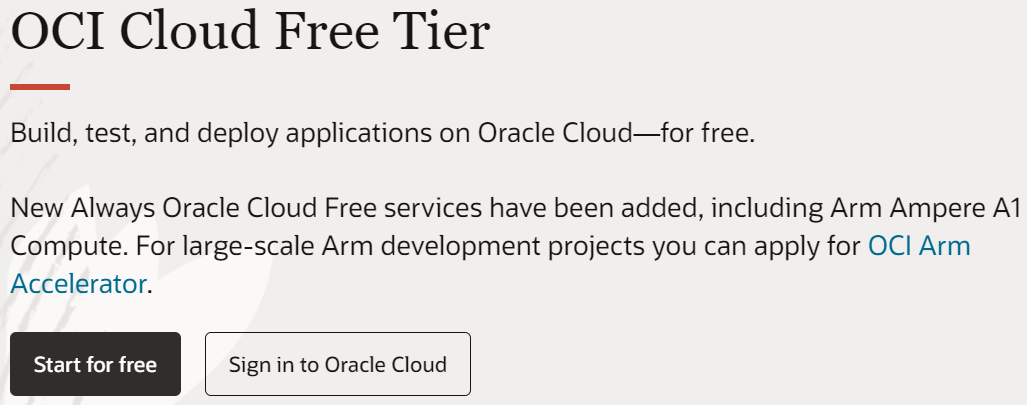 OCI Cloud Free Tier
Build, test, and deploy applications on Oracle Cloud—for free.
New Always Oracle Cloud Free services have been added, including Arm Ampere A1
Compute. For large-scale Arm development projects you can apply for OCI Arm
Accelerator.
Start for free
Sign in to Oracle Cloud